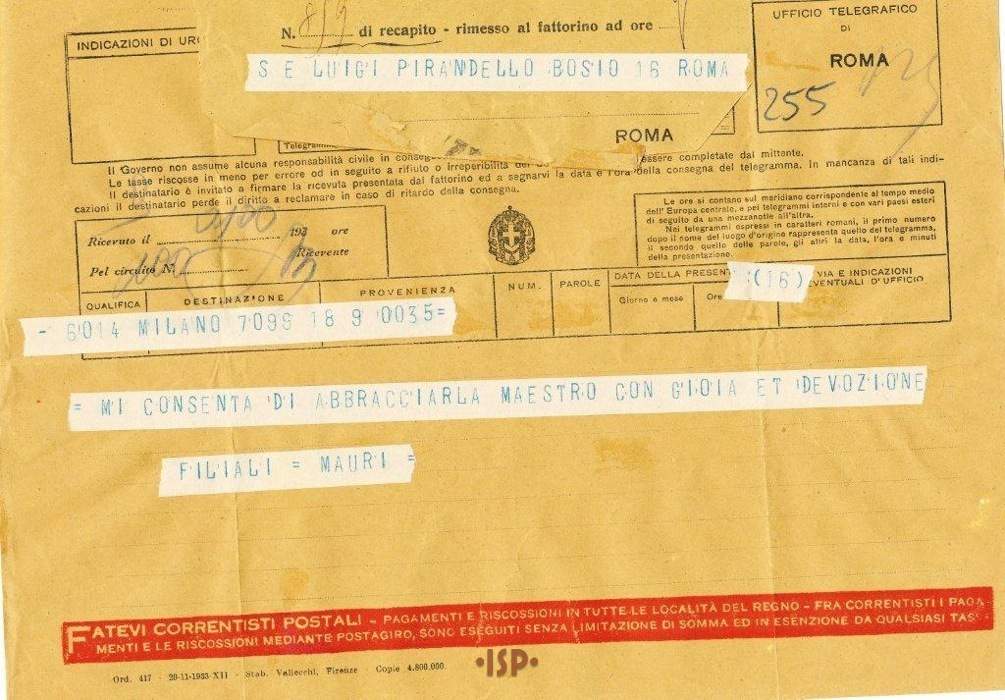 N. 819 di recapito - rimesso al fattorino ad ore
INDICAZIONI DI UR
UFFICIO TELEGRAFICO
DI
ROMA
S E LUIGI PIRANDELLO BOSIO 16 ROMA
255
ROMA
Telegram
Il Governo non assume alcuna responsabilità civile in conseg
essere completate dal mittente.
Le tasse riscosse in meno per errore od in seguito a rifiuto o irreperibilità del
e l'ora della consegna del telegramma. In mancanza di tali indi-
Il destinatario è invitato a firmare la ricevuta presentata dal fattorino ed a segnarvi la data
cazioni il destinatario perde il diritto a reclamare in caso di ritardo della consegna.
Ricevuto il 193 ore
Pel circuito N. Ricevente
Le ore si contano sul meridiano corrispondente al tempo medio
dell'Europa centrale, e pei telegrammi interni e con vari paesi esteri
di seguito da una mezzanotte all'altra.
Nei telegrammi espressi in caratteri romani, il primo numero
dopo il nome del luogo d'origine rappresenta quello del telegramma,
il secondo quello delle parole, gli altri la data, l'ora e minuti
della presentazione.
QUALIFICA DESTINAZIONE PROVENIENZA NUM. PAROLE DATA DELLA PRESENT VIA E INDICAZIONI
EVENTUALI D'UFFICIO
Giorno e mese Ore
(16)
- 6014 MILANO 7099 18 9 0035=
= MI CONSENTA DI ABBRACCIARLA MAESTRO CON GIOIA ET DEVOZIONE
FILIALI = MAURI =
FATEVI CORRENTISTI POSTALI - PAGAMENTI E RISCOSSIONI IN TUTTE LE LOCALITÀ DEL REGNO - FRA CORRENTISTI I PAGA-
MENTI E LE RISCOSSIONI MEDIANTE POSTAGIRO, SONO ESEGUITI SENZA LIMITAZIONE DI SOMMA ED IN ESENZIONE DA QUALSIASI TAS
Ord. 417 - 20-11-1933-XII - Stab. Vallecchi, Firenze - Copie 4.800.000.
•ISP•